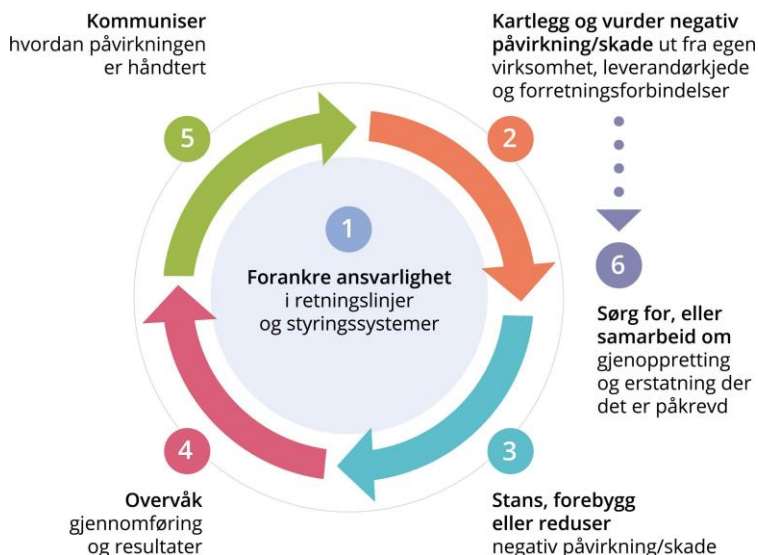 Kommuniser
hvordan påvirkningen
er håndtert
5
Kartlegg og vurder negativ
påvirkning/skade ut fra egen
virksomhet, leverandørkjede
og forretningsforbindelser
2
1
Forankre ansvarlighet
i retningslinjer
og styringssystemer
6
Sørg for, eller
samarbeid om
gjenoppretting
og erstatning der
det er påkrevd
4
Overvåk
gjennomføring
og resultater
3
Stans, forebygg
eller reduser
negativ påvirkning/skade